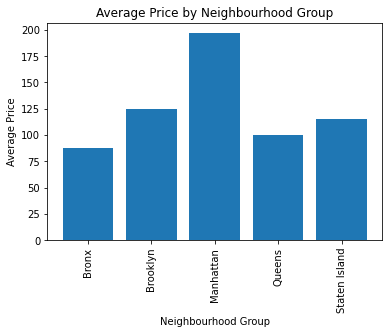 Average Price by Neighbourhood Group
Average Price
200
175
150
125
100
75
50
25
0
Bronx
Brooklyn
Manhattan
Queens
Staten Island
Neighbourhood Group